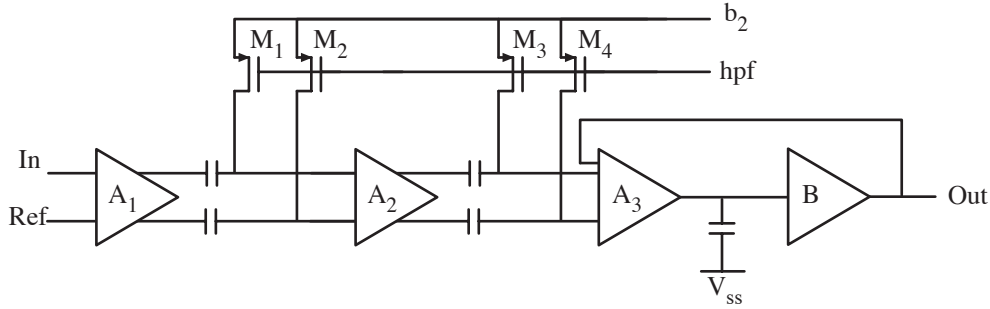 b2
M1 M2 M3 M4
hpf
In
A1 A2 A3 B
Ref
Out
Vss